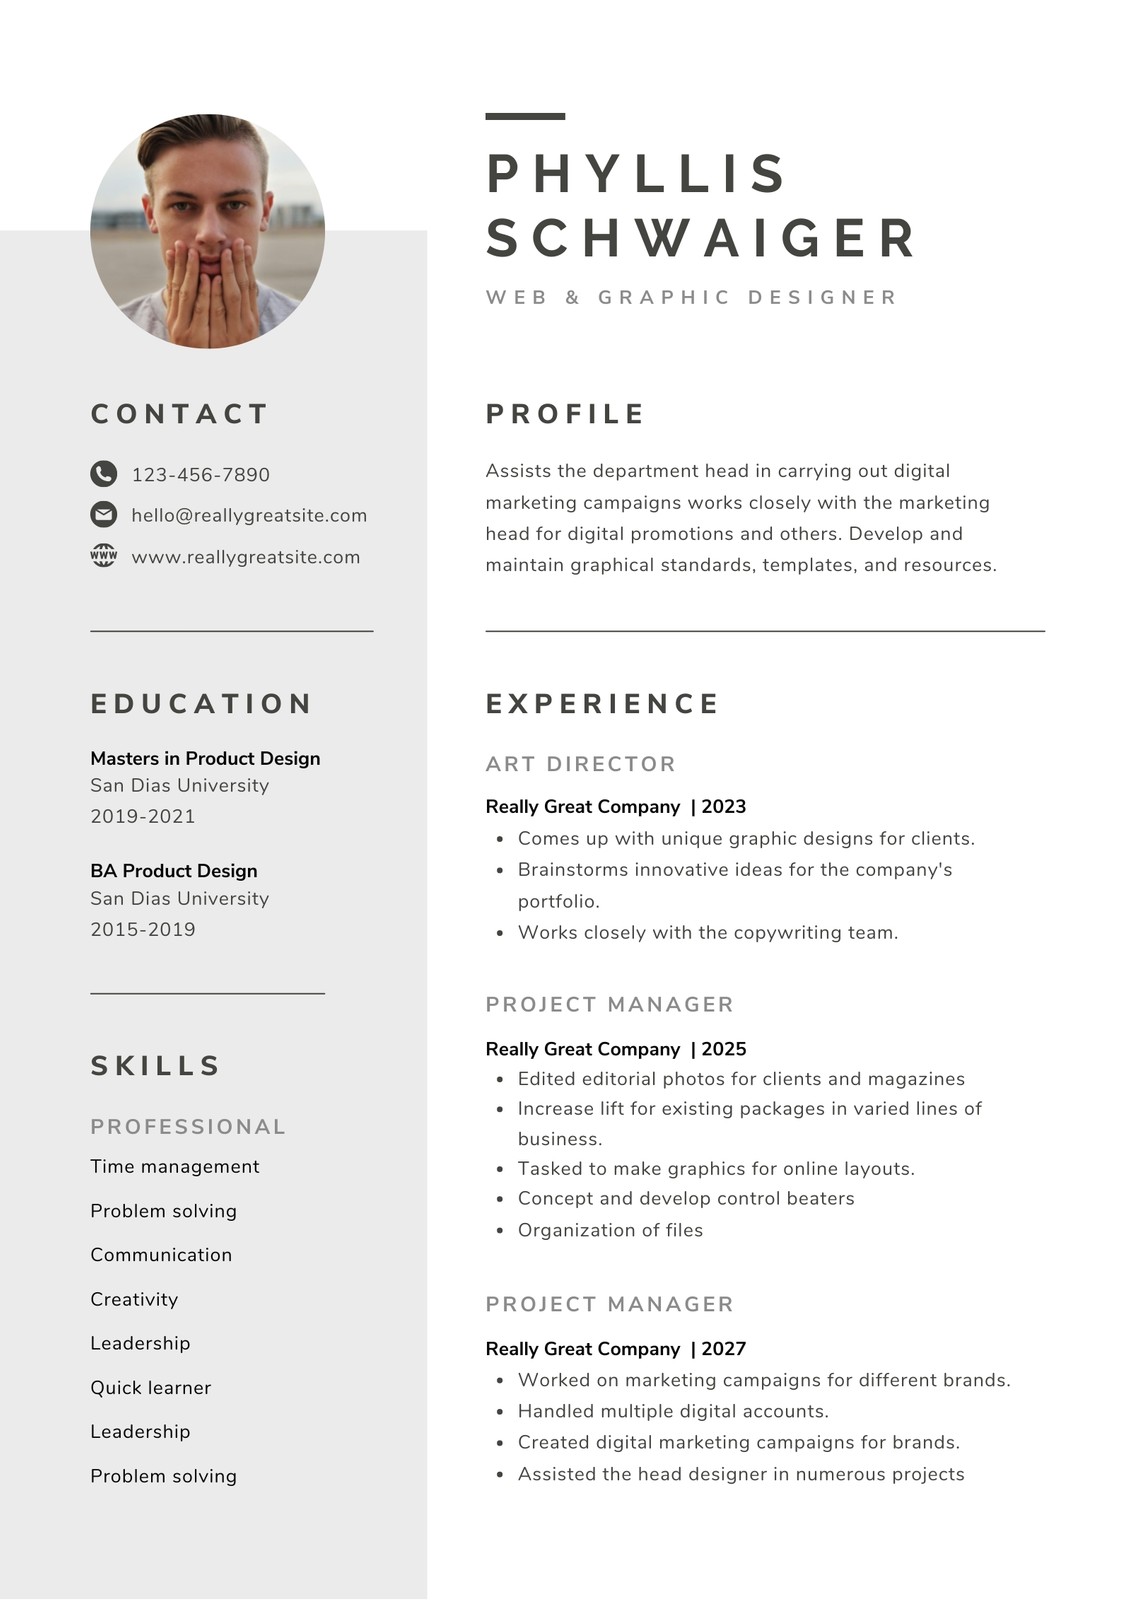 PHYLLIS
SCHWAIGER
WEB & GRAPHIC DESIGNER
CONTACT
123-456-7890
hello@reallygreatsite.com
www
www.reallygreatsite.com
EDUCATION
Masters in Product Design
San Dias University
2019-2021
BA Product Design
San Dias University
2015-2019
SKILLS
PROFESSIONAL
Time management
Problem solving
Communication
Creativity
Leadership
Quick learner
Leadership
Problem solving
PROFILE
Assists the department head in carrying out digital
marketing campaigns works closely with the marketing
head for digital promotions and others. Develop and
maintain graphical standards, templates, and resources.
EXPERIENCE
ART DIRECTOR
Really Great Company | 2023
• Comes up with unique graphic designs for clients.
• Brainstorms innovative ideas for the company's
portfolio.
• Works closely with the copywriting team.
PROJECT MANAGER
Really Great Company | 2025
• Edited editorial photos for clients and magazines
• Increase lift for existing packages in varied lines of
business.
• Tasked to make graphics for online layouts.
• Concept and develop control beaters
• Organization of files
PROJECT MANAGER
Really Great Company | 2027
• Worked on marketing campaigns for different brands.
• Handled multiple digital accounts.
• Created digital marketing campaigns for brands.
• Assisted the head designer in numerous projects